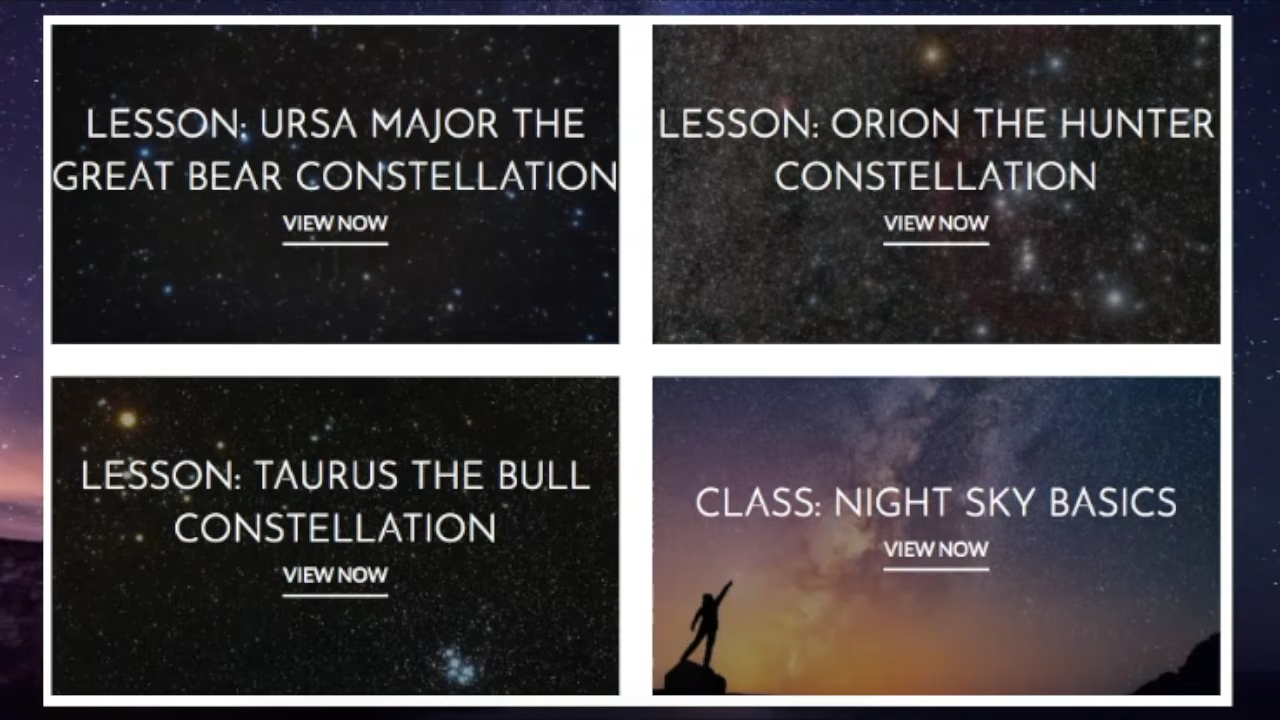 LESSON: URSA MAJOR THE
GREAT BEAR CONSTELLATION
VIEW NOW
LESSON: ORION THE HUNTER
CONSTELLATION
VIEW NOW
LESSON: TAURUS THE BULL
CONSTELLATION
VIEW NOW
CLASS: NIGHT SKY BASICS
VIEW NOW